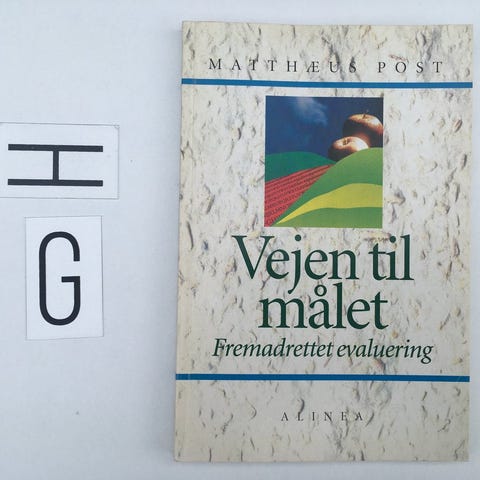 H
G
MATTHÆUS POST
Vejen til
målet
Fremadrettet evaluering
ALINEA